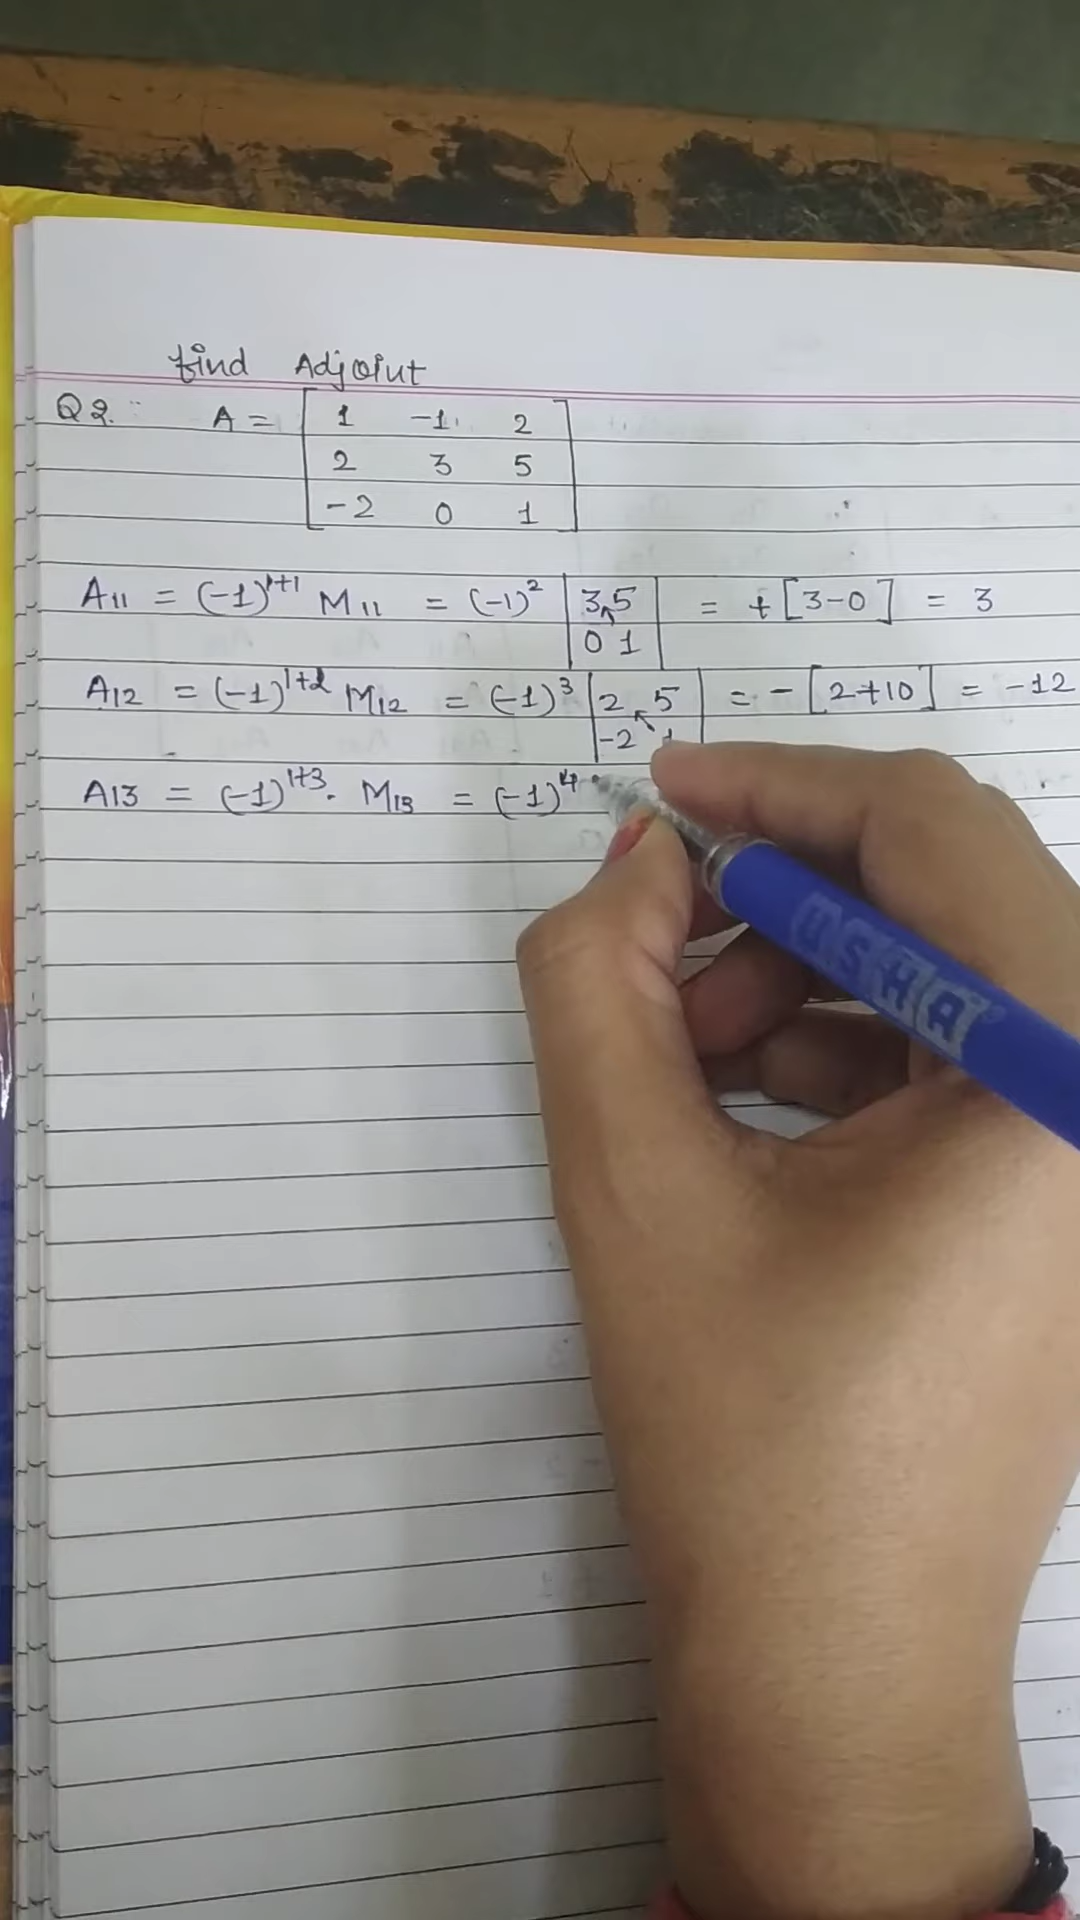 find Adjoint
Q2. A = [ 1 -1 2
2 3 5
-2 0 1 ]
A11 = (-1)^1+1 M11 = (-1)^2 | 3 5 | = +[3-0] = 3
0 1
A12 = (-1)^1+2 M12 = (-1)^3 | 2 5 | = -[2+10] = -12
-2 1
A13 = (-1)^1+3 . M13 = (-1)^4
USHA